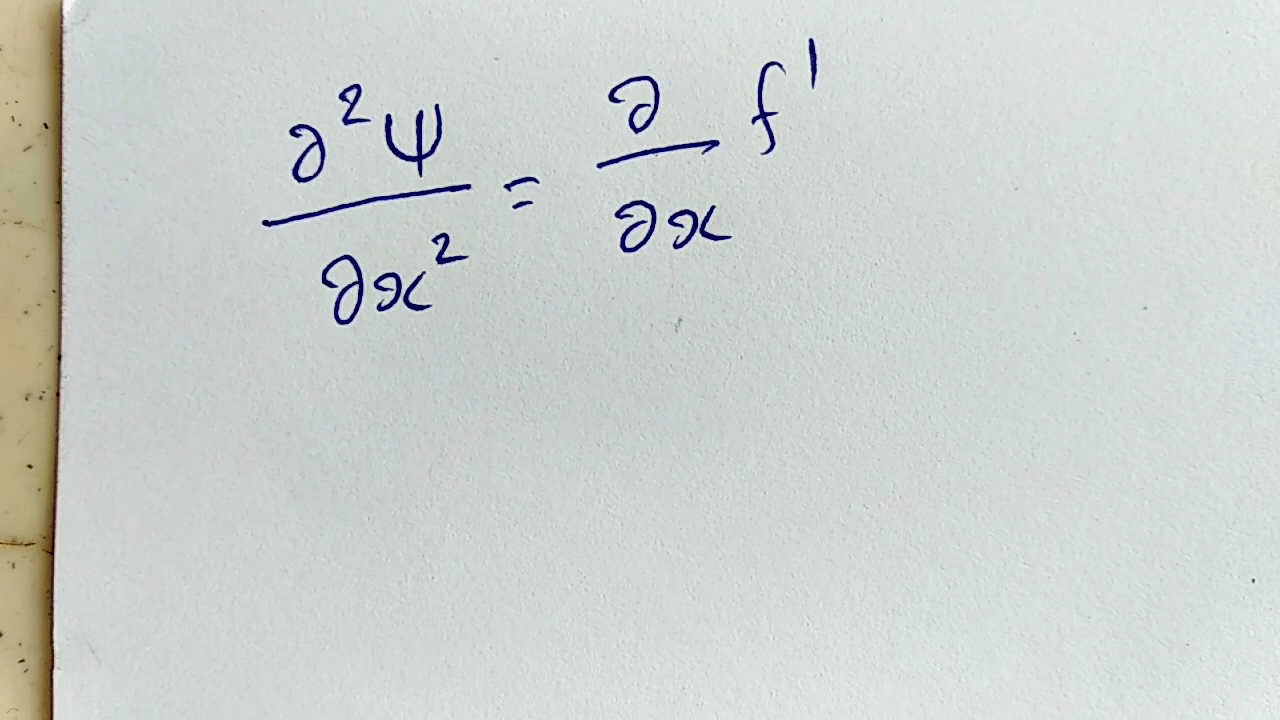 ∂²ψ/∂x² = ∂/∂x f'